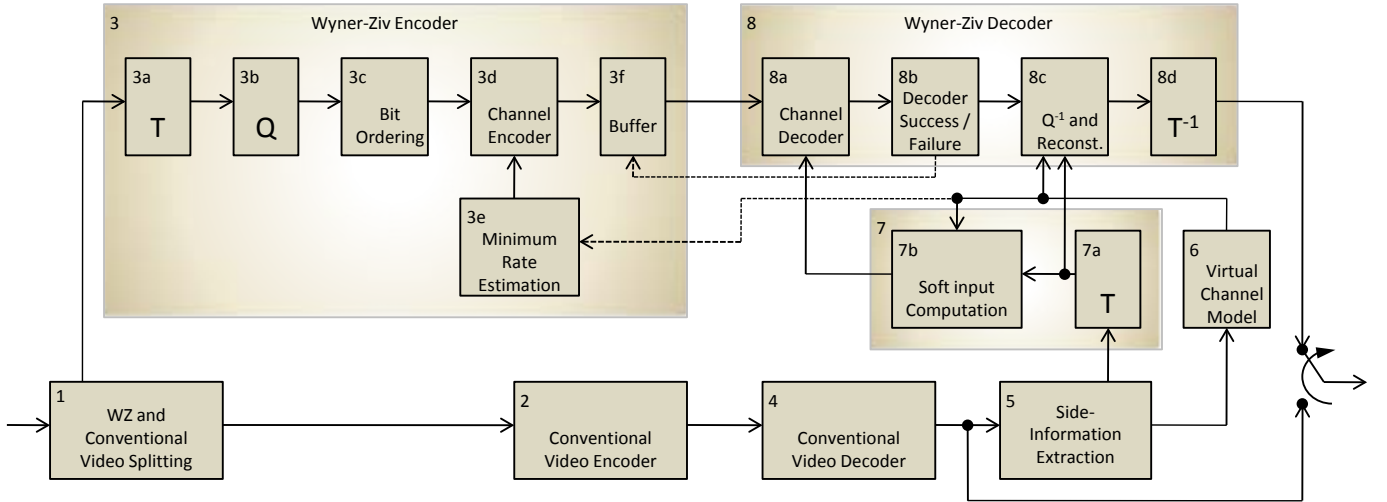 3
Wyner-Ziv Encoder
3a
T
3b
Q
3c
Bit
Ordering
3d
Channel
Encoder
3f
Buffer
3e
Minimum
Rate
Estimation
8
Wyner-Ziv Decoder
8a
Channel
Decoder
8b
Decoder
Success /
Failure
8c
Q⁻¹ and
Reconst.
8d
T⁻¹
7
7b
Soft input
Computation
7a
T
6
Virtual
Channel
Model
1
WZ and
Conventional
Video Splitting
2
Conventional
Video Encoder
4
Conventional
Video Decoder
5
Side-
Information
Extraction